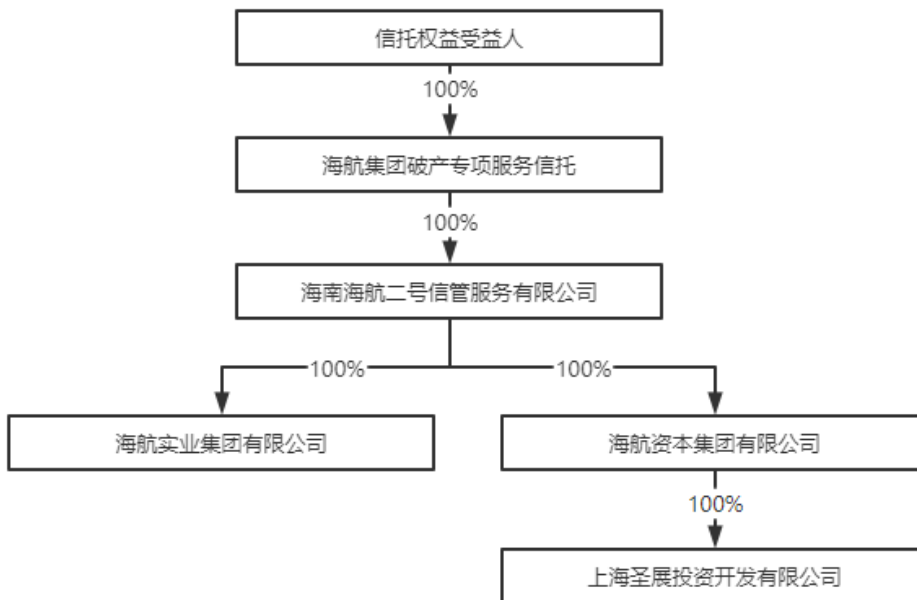 信托权益受益人
100%
海航集团破产专项服务信托
100%
海南海航二号信管服务有限公司
100%
100%
海航实业集团有限公司
海航资本集团有限公司
100%
上海圣展投资开发有限公司